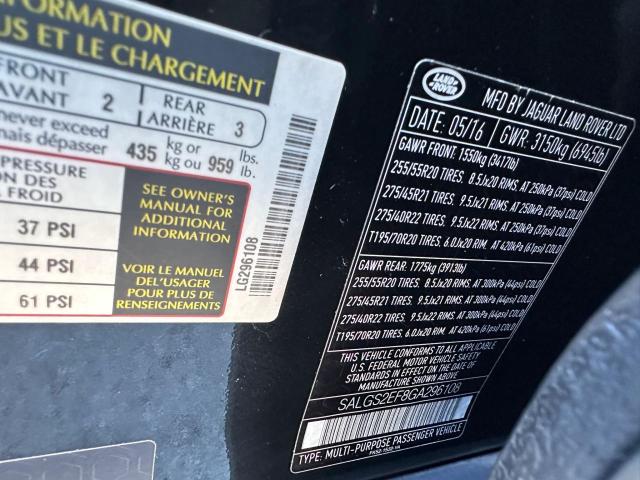 INFORMATION
US ET LE CHARGEMENT
FRONT
AVANT 2
REAR
ARRIÈRE 3
never exceed
mais dépasser 435 kg or kg ou 959 lbs. lb.
PRESSURE
ION DES
À FROID
37 PSI
44 PSI
61 PSI
SEE OWNER'S
MANUAL FOR
ADDITIONAL
INFORMATION
VOIR LE MANUEL
DEL'USAGER
POUR PLUS DE
RENSEIGNEMENTS
LG296108
LAND
ROVER
MFD BY JAGUAR LAND ROVER LTD
DATE: 05/16 GWR: 3150kg (6945lb)
GAWR FRONT: 1550kg (3417lb)
255/55R20 TIRES. 8.5Jx20 RIMS. AT 250kPa (37psi) COLD
275/45R21 TIRES. 9.5Jx21 RIMS. AT 250kPa (37psi) COLD
275/40R22 TIRES. 9.5Jx22 RIMS. AT 250kPa (37psi) COLD
T195/70R20 TIRES. 6.0Jx20 RIM. AT 420kPa (61psi) COLD
GAWR REAR: 1775kg (3913lb)
255/55R20 TIRES. 8.5Jx20 RIMS. AT 300kPa (44psi) COLD
275/45R21 TIRES. 9.5Jx21 RIMS. AT 300kPa (44psi) COLD
275/40R22 TIRES. 9.5Jx22 RIMS. AT 300kPa (44psi) COLD
T195/70R20 TIRES. 6.0Jx20 RIM. AT 420kPa (61psi) COLD
THIS VEHICLE CONFORMS TO ALL APPLICABLE
U.S. FEDERAL MOTOR VEHICLE SAFETY
STANDARDS IN EFFECT ON THE DATE OF
MANUFACTURE SHOWN ABOVE
SALGS2EF8GA296108
TYPE: MULTI-PURPOSE PASSENGER VEHICLE